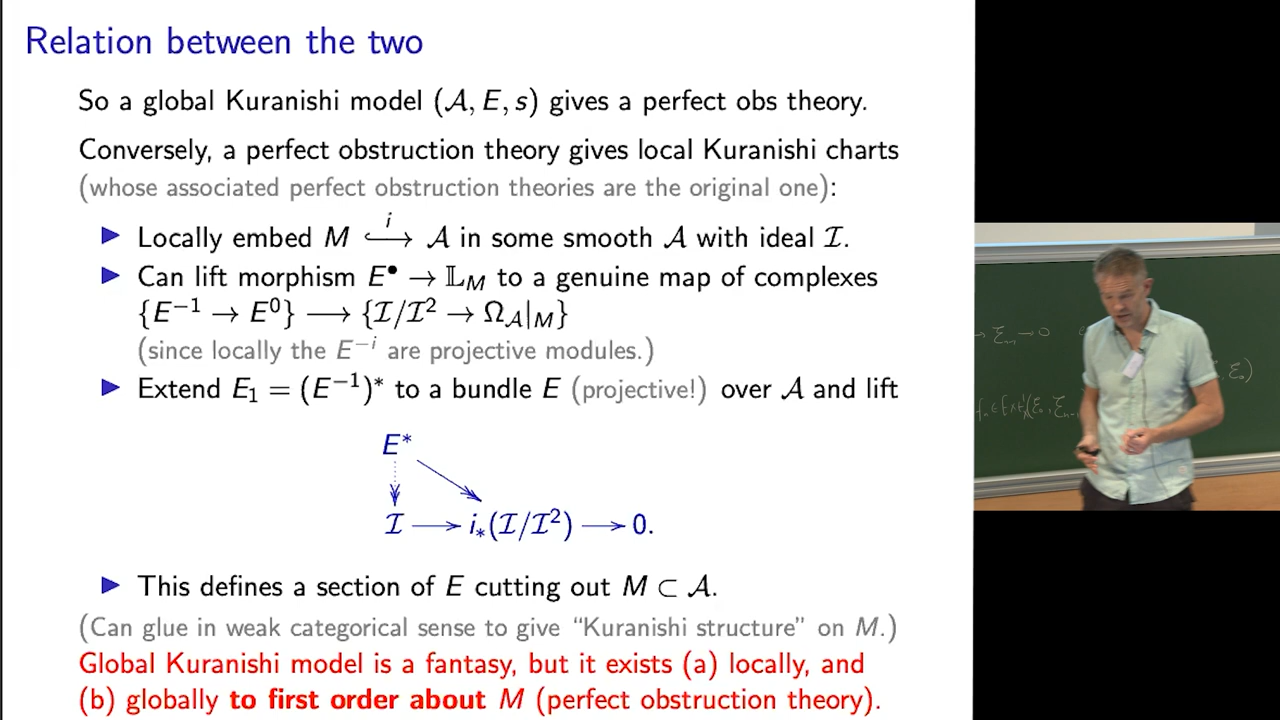 Relation between the two
So a global Kuranishi model (𝒜, E, s) gives a perfect obs theory.
Conversely, a perfect obstruction theory gives local Kuranishi charts
(whose associated perfect obstruction theories are the original one):
▶ Locally embed M ↪ⁱ 𝒜 in some smooth 𝒜 with ideal ℐ.
▶ Can lift morphism E• → 𝕃_M to a genuine map of complexes
{E⁻¹ → E⁰} ⟶ {ℐ/ℐ² → Ω_𝒜|_M}
(since locally the E⁻ⁱ are projective modules.)
▶ Extend E₁ = (E⁻¹)* to a bundle E (projective!) over 𝒜 and lift
E*
ℐ ⟶ i_*(ℐ/ℐ²) ⟶ 0.
▶ This defines a section of E cutting out M ⊂ 𝒜.
(Can glue in weak categorical sense to give “Kuranishi structure” on M.)
Global Kuranishi model is a fantasy, but it exists (a) locally, and
(b) globally to first order about M (perfect obstruction theory).